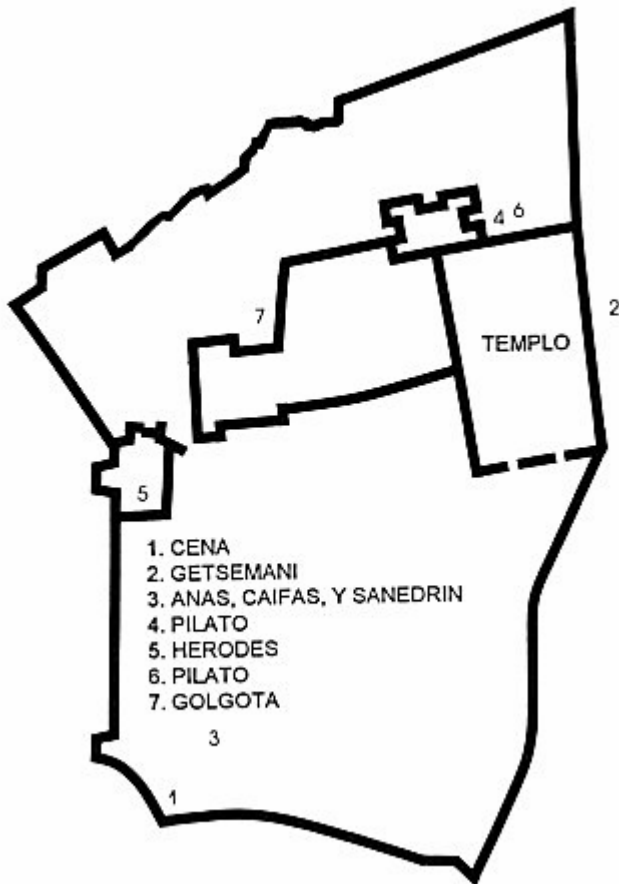 4 6
2
7
TEMPLO
5
1. CENA
2. GETSEMANI
3. ANAS, CAIFAS, Y SANEDRIN
4. PILATO
5. HERODES
6. PILATO
7. GOLGOTA
3
1